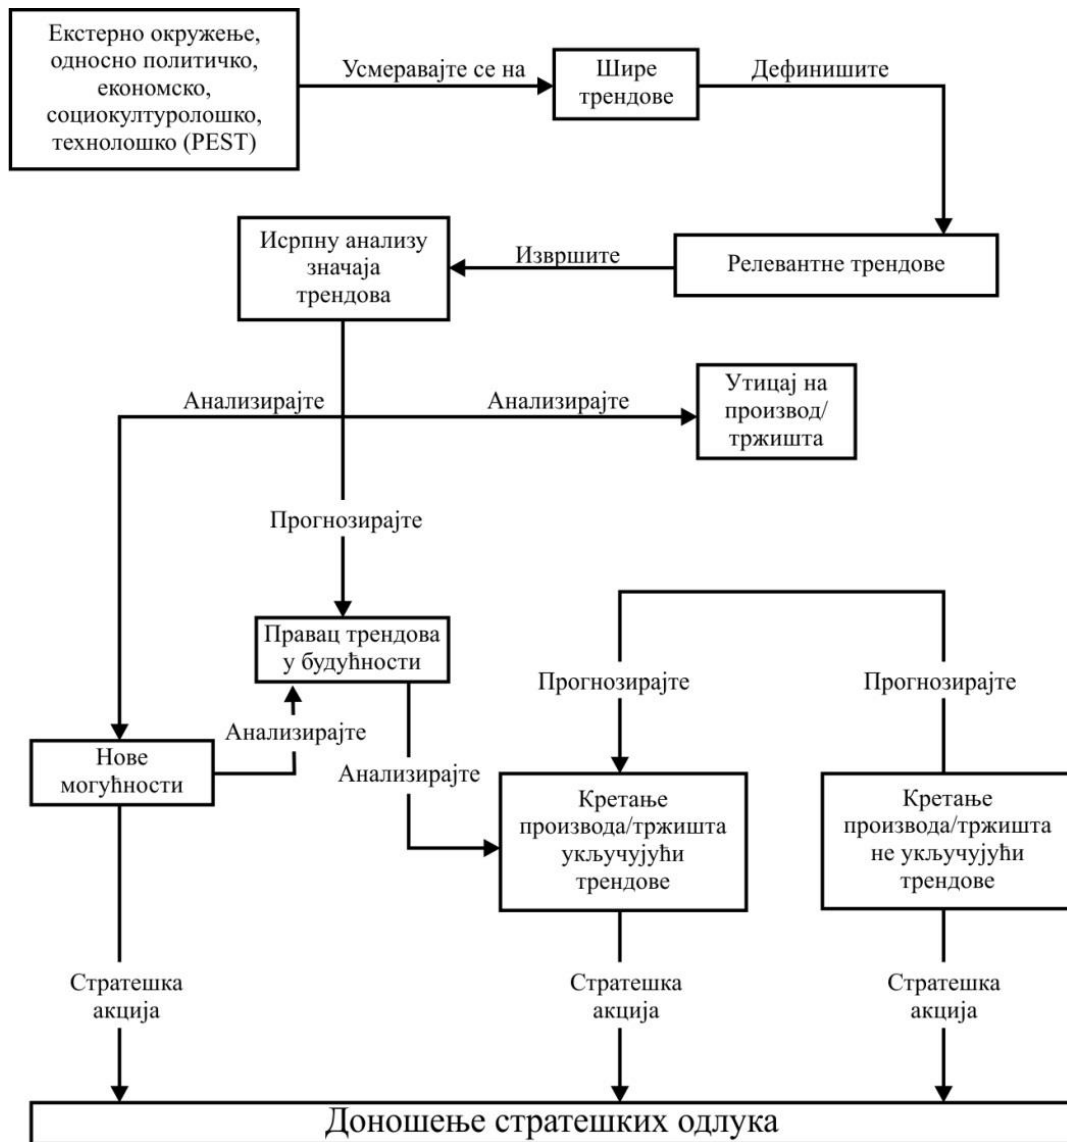 Екстерно окружење,
односно политичко,
економско,
социокултуролошко,
технолошко (PEST)
Усмеравајте се на
Шире
трендове
Дефинишите
Исрпну анализу
значаја
трендова
Извршите
Релевантне трендове
Анализирајте
Анализирајте
Утицај на
производ/
тржишта
Прогнозирајте
Правац трендова
у будућности
Прогнозирајте
Прогнозирајте
Анализирајте
Нове
могућности
Анализирајте
Кретање
производа/тржишта
укључујући
трендове
Кретање
производа/тржишта
не укључујући
трендове
Стратешка
акција
Стратешка
акција
Стратешка
акција
Доношење стратешких одлука